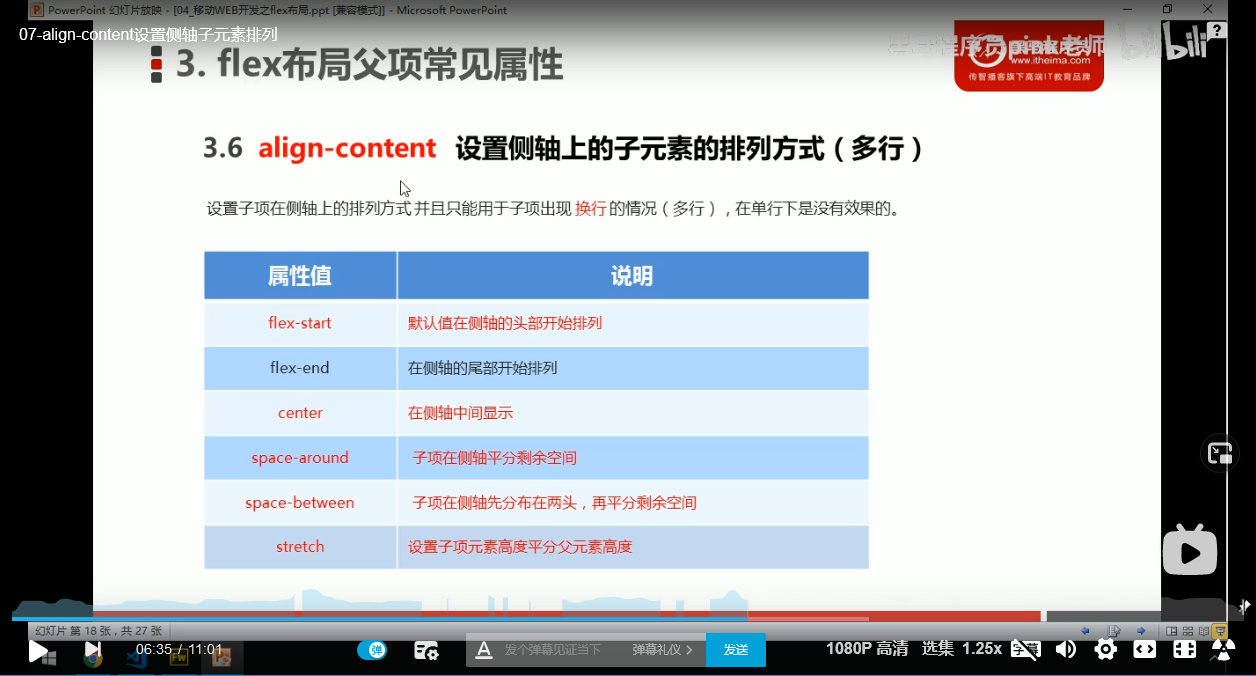 PowerPoint 幻灯片放映 - [04_移动WEB开发之flex布局.ppt [兼容模式]] - Microsoft PowerPoint
07-align-content设置侧轴子元素排列
3. flex布局父项常见属性
程序员pink老师
bilibili
www.itheima.com
传智播客旗下高端IT教育品牌
3.6 align-content 设置侧轴上的子元素的排列方式（多行）
设置子项在侧轴上的排列方式 并且只能用于子项出现 换行 的情况（多行），在单行下是没有效果的。
属性值 说明
flex-start 默认值在侧轴的头部开始排列
flex-end 在侧轴的尾部开始排列
center 在侧轴中间显示
space-around 子项在侧轴平分剩余空间
space-between 子项在侧轴先分布在两头，再平分剩余空间
stretch 设置子项元素高度平分父元素高度
幻灯片 第 18 张，共 27 张
06:35 / 11:01
弹
发个弹幕见证当下
弹幕礼仪
发送
1080P 高清
选集
1.25x
字幕